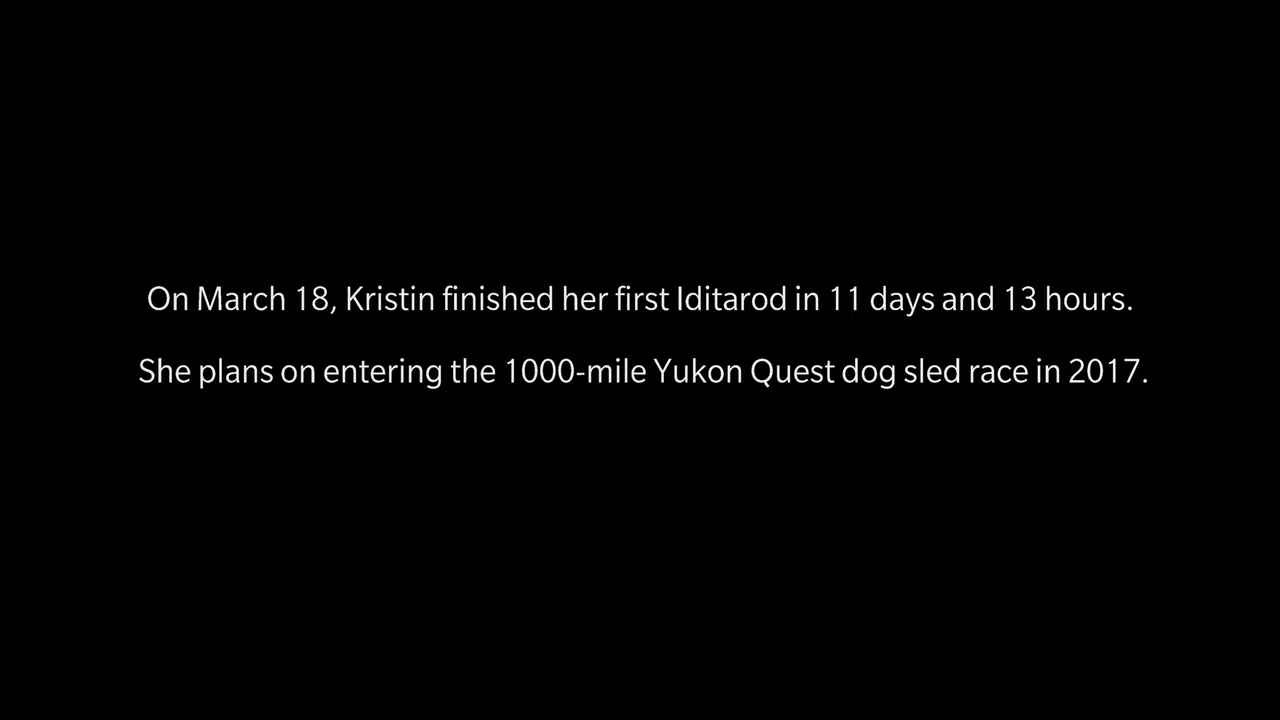 On March 18, Kristin finished her first Iditarod in 11 days and 13 hours.
She plans on entering the 1000-mile Yukon Quest dog sled race in 2017.